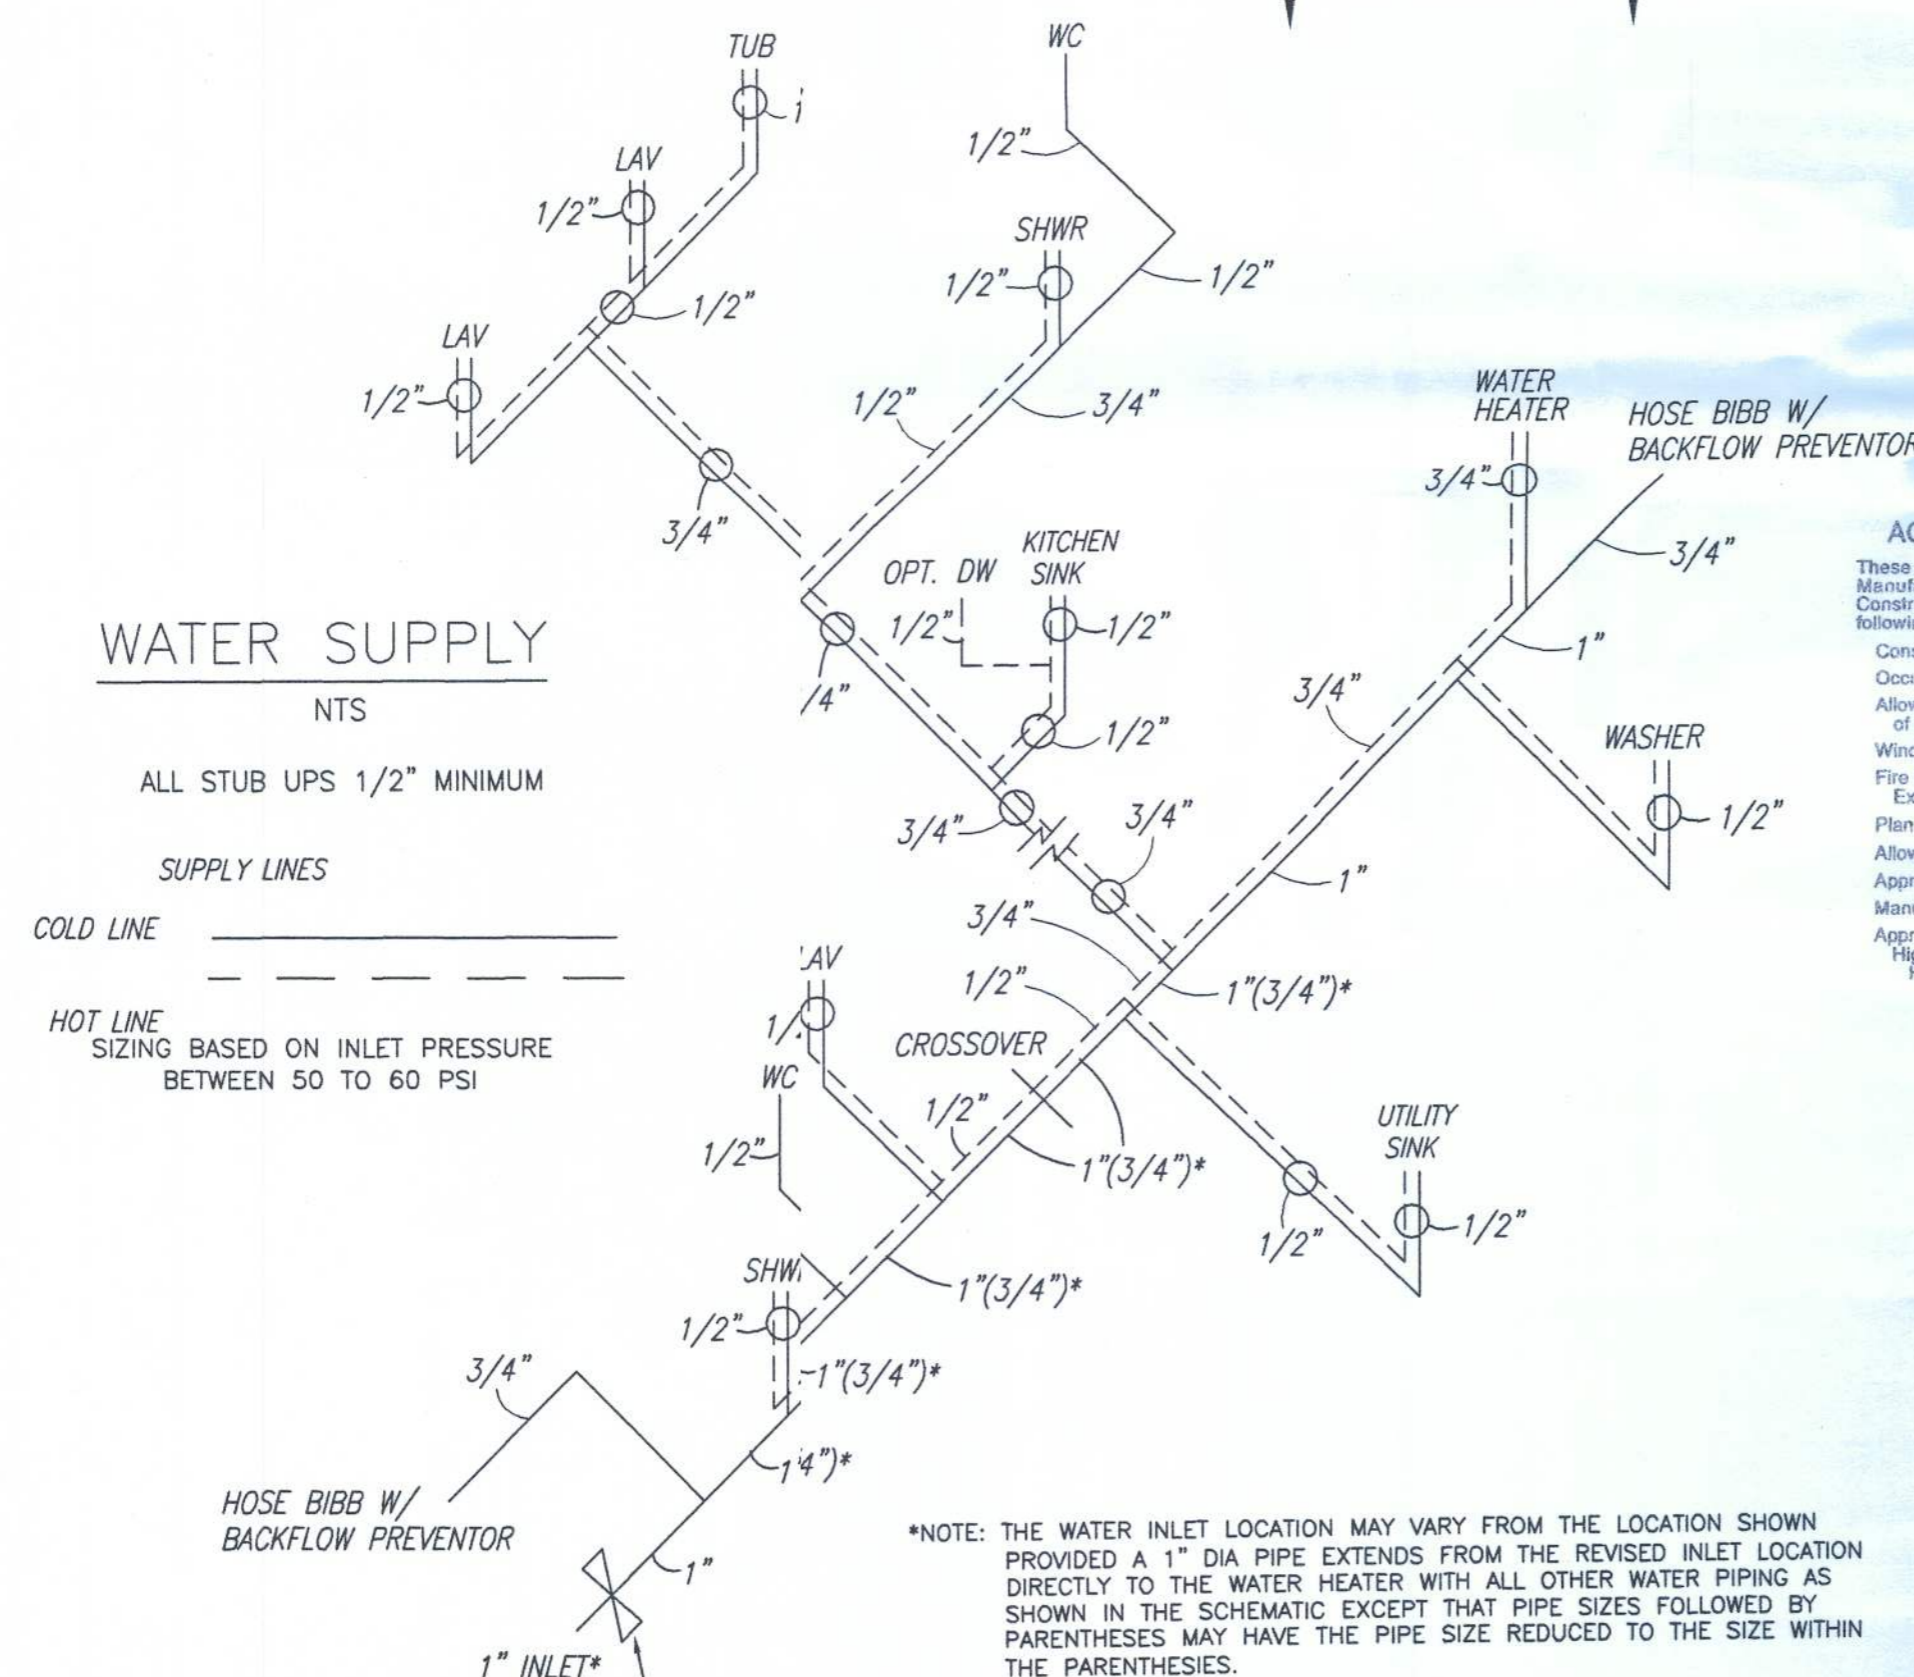 TUB
WC
LAV
1/2"
1/2"
SHWR
1/2"
1/2"
1/2"
LAV
1/2"
1/2"
3/4"
WATER
HEATER
HOSE BIBB W/
BACKFLOW PREVENTOR
3/4"
3/4"
3/4"
KITCHEN
SINK
OPT. DW
1/2"
1/2"
1"
WATER SUPPLY
NTS
/4"
3/4"
1/2"
WASHER
ALL STUB UPS 1/2" MINIMUM
3/4"
3/4"
1/2"
SUPPLY LINES
1"
COLD LINE
3/4"
1/2"
1"(3/4")*
HOT LINE
SIZING BASED ON INLET PRESSURE
BETWEEN 50 TO 60 PSI
CROSSOVER
WC
1/2"
1/2"
1"(3/4")*
UTILITY
SINK
1/2"
1/2"
1"(3/4")*
1/2"
1"(3/4")*
3/4"
HOSE BIBB W/
BACKFLOW PREVENTOR
1"
1" INLET*
*NOTE: THE WATER INLET LOCATION MAY VARY FROM THE LOCATION SHOWN
PROVIDED A 1" DIA PIPE EXTENDS FROM THE REVISED INLET LOCATION
DIRECTLY TO THE WATER HEATER WITH ALL OTHER WATER PIPING AS
SHOWN IN THE SCHEMATIC EXCEPT THAT PIPE SIZES FOLLOWED BY
PARENTHESES MAY HAVE THE PIPE SIZE REDUCED TO THE SIZE WITHIN
THE PARENTHESIES.
These
Plan
of